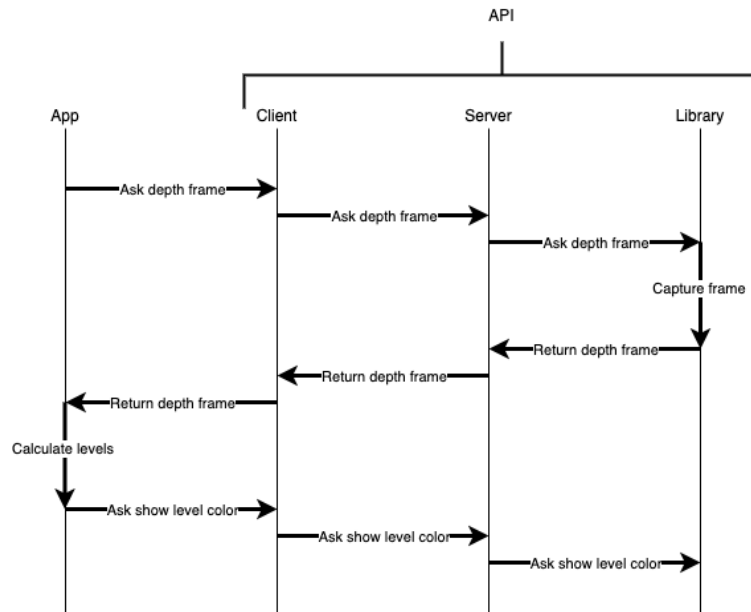 API
App
Client
Server
Library
Ask depth frame
Ask depth frame
Ask depth frame
Capture frame
Return depth frame
Return depth frame
Return depth frame
Calculate levels
Ask show level color
Ask show level color
Ask show level color